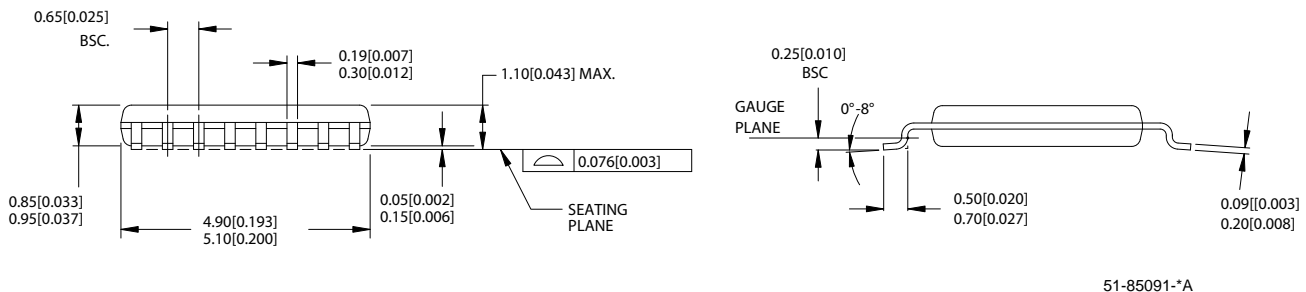 0.65[0.025]
BSC.
0.19[0.007]
0.30[0.012]
1.10[0.043] MAX.
0.85[0.033]
0.95[0.037]
4.90[0.193]
5.10[0.200]
0.05[0.002]
0.15[0.006]
SEATING
PLANE
0.076[0.003]
0.25[0.010]
BSC
GAUGE
PLANE
0°-8°
0.50[0.020]
0.70[0.027]
0.09[[0.003]
0.20[0.008]
51-85091-*A